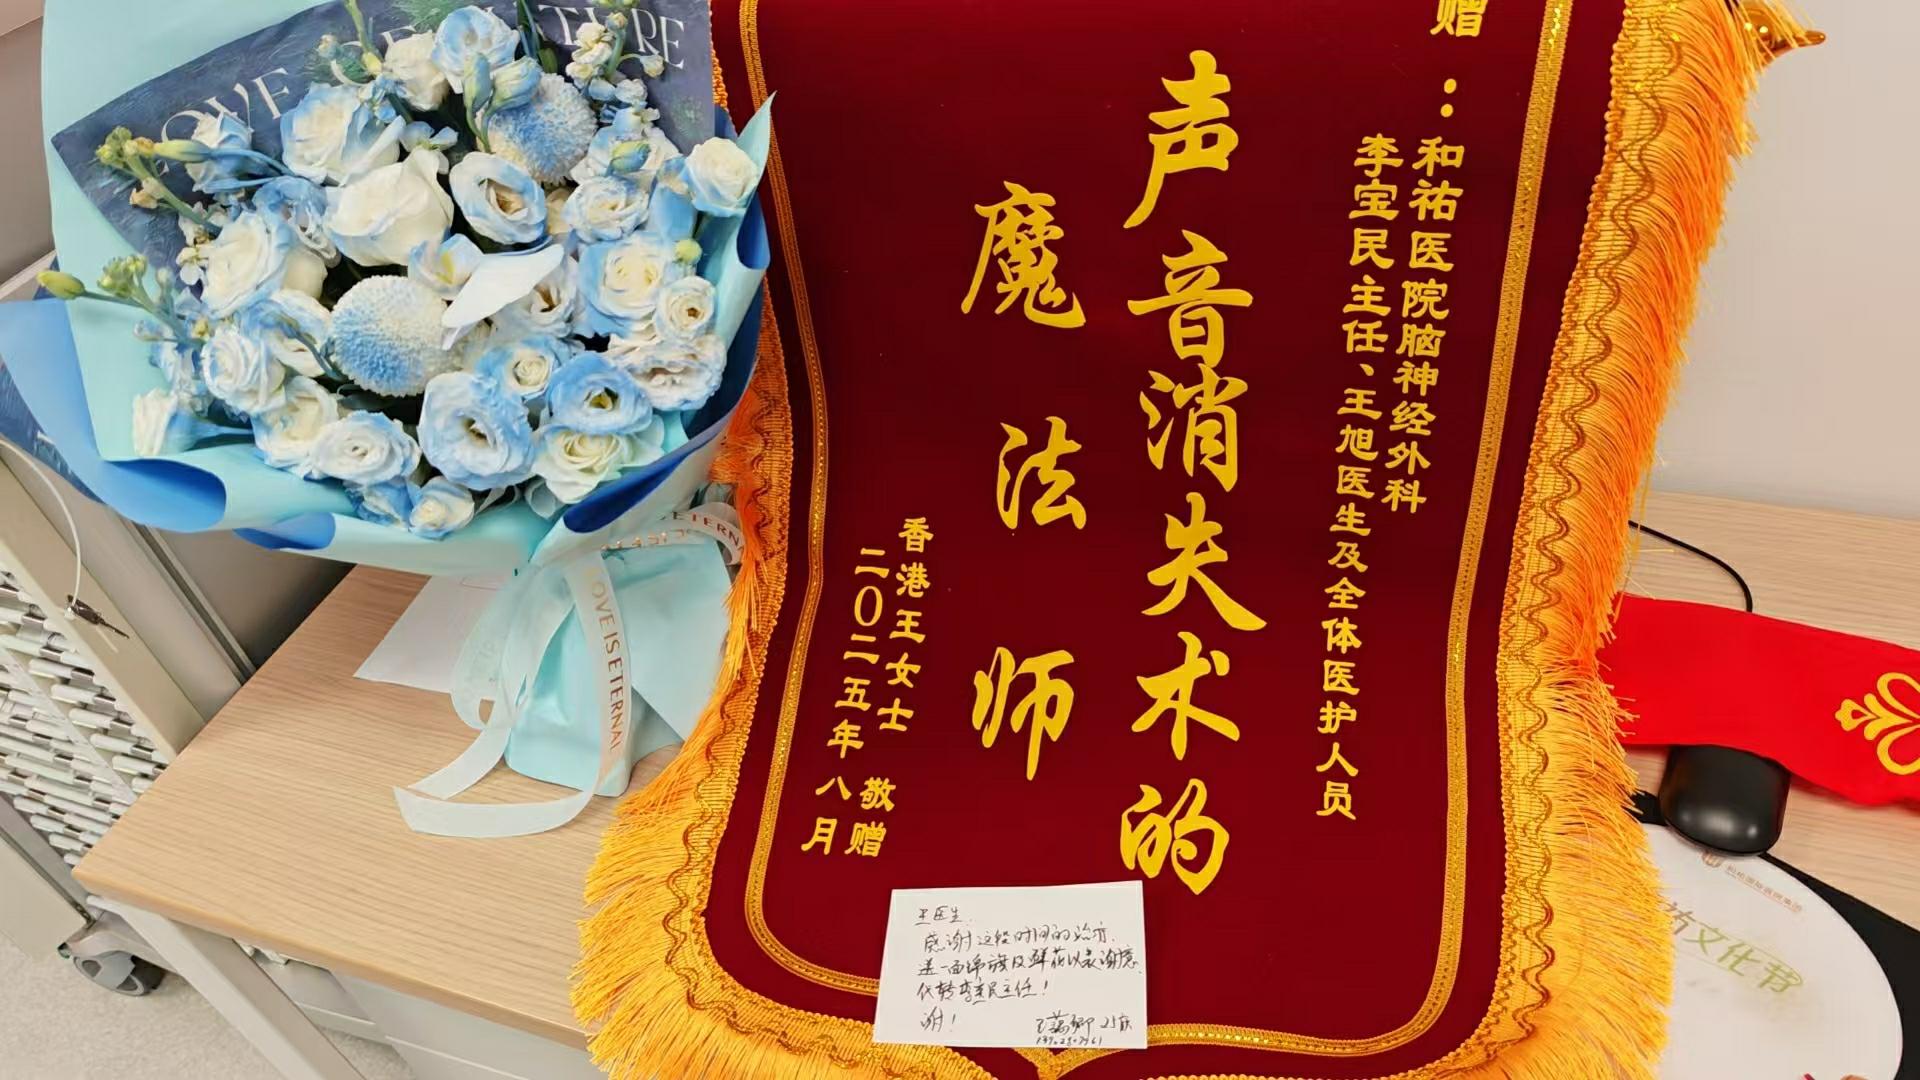 赠：
和祐医院脑神经外科
李宝民主任、王旭医生及全体医护人员
声音消失术的
魔法师
香港王女士 敬赠
二〇二五年八月
王医生.
感谢这段时间的治疗.
送一面锦旗及鲜花以表谢意.
代转李宝民主任!
谢!
25床
LOVE IS ETERNAL
文化节